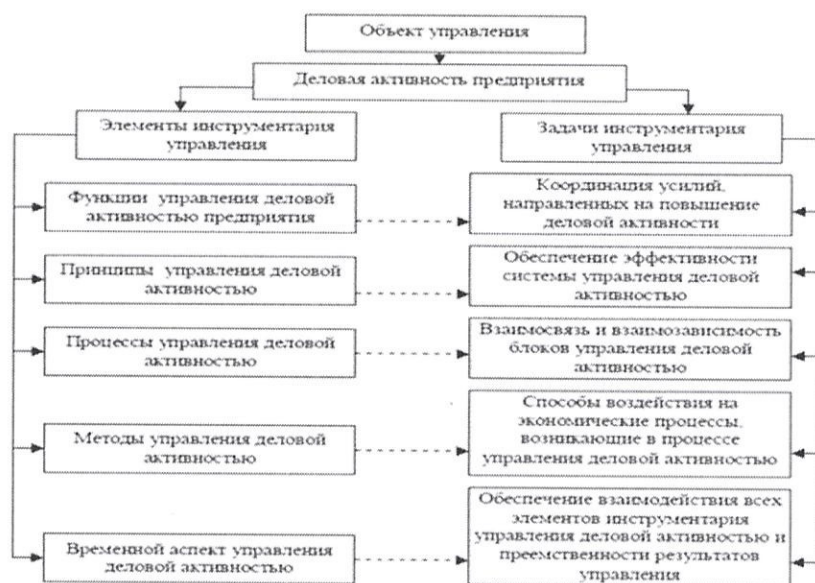 Объект управления
Деловая активность предприятия
Элементы инструментария
управления
Задачи инструментария
управления
Функции управления деловой
активностью предприятия
Координация усилий,
направленных на повышение
деловой активности
Принципы управления деловой
активностью
Обеспечение эффективности
системы управления деловой
активностью
Процессы управления деловой
активностью
Взаимосвязь и взаимозависимость
блоков управления деловой
активностью
Методы управления деловой
активностью
Способы воздействия на
экономические процессы,
возникающие в процессе
управления деловой активностью
Временной аспект управления
деловой активностью
Обеспечение взаимодействия всех
элементов инструментария
управления деловой активностью и
преемственности результатов
управления